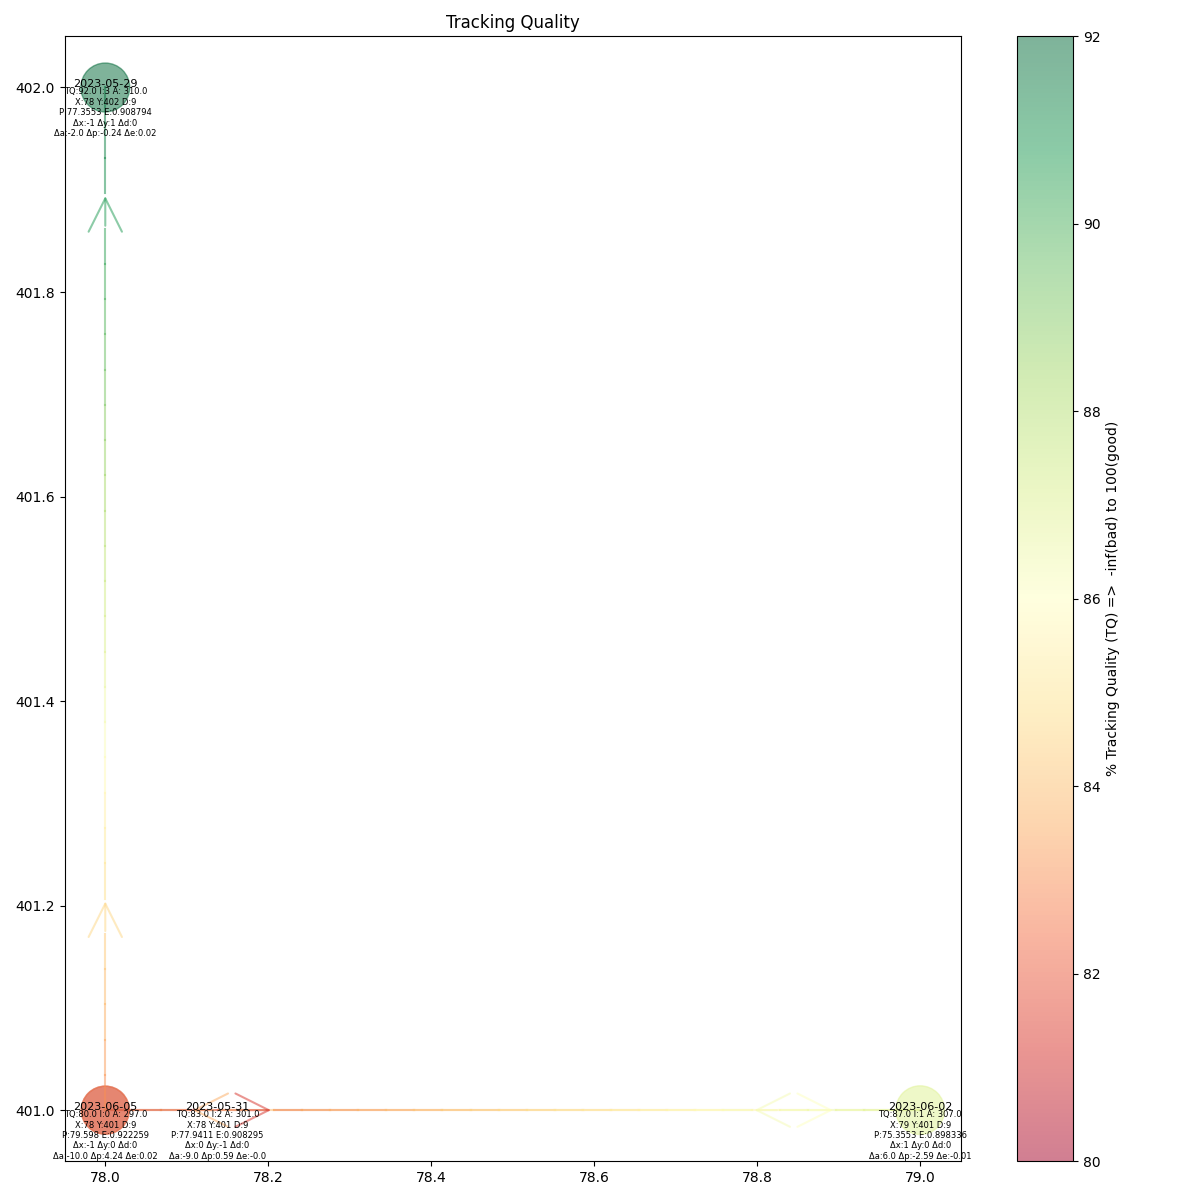 Tracking Quality
402.0
401.8
401.6
401.4
401.2
401.0
2023-05-29
TQ:92.0 I:3 A: 310.0
X:78 Y:402 D:9
P:77.3553 E:0.908794
Δx:-1 Δy:1 Δd:0
Δa:-2.0 Δp:-0.24 Δe:0.02
2023-06-05
TQ:80.0 I:0 A: 297.0
X:78 Y:401 D:9
P:79.598 E:0.922259
Δx:-1 Δy:0 Δd:0
Δa:-10.0 Δp:4.24 Δe:0.02
2023-05-31
TQ:83.0 I:2 A: 301.0
X:78 Y:401 D:9
P:77.9411 E:0.908295
Δx:0 Δy:-1 Δd:0
Δa:-9.0 Δp:0.59 Δe:-0.0
2023-06-02
TQ:87.0 I:1 A: 307.0
X:79 Y:401 D:9
P:75.3553 E:0.898336
Δx:1 Δy:0 Δd:0
Δa:6.0 Δp:-2.59 Δe:-0.01
78.0
78.2
78.4
78.6
78.8
79.0
92
90
88
86
84
82
80
% Tracking Quality (TQ) => -inf(bad) to 100(good)